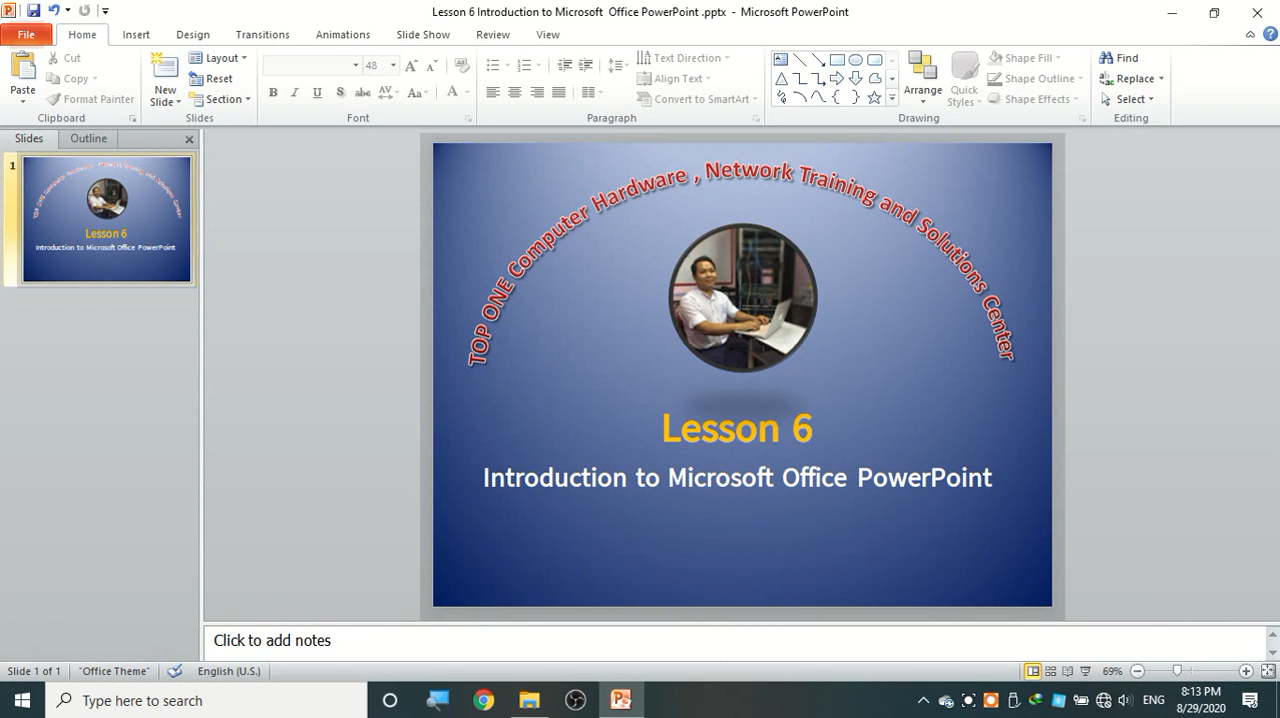 Lesson 6 Introduction to Microsoft Office PowerPoint .pptx - Microsoft PowerPoint
File Home Insert Design Transitions Animations Slide Show Review View
Paste
Cut
Copy
Format Painter
Clipboard
New Slide
Layout
Reset
Section
Slides
48
B I U S abc AV Aa A
Font
Text Direction
Align Text
Convert to SmartArt
Paragraph
Arrange
Quick Styles
Shape Fill
Shape Outline
Shape Effects
Drawing
Find
Replace
Select
Editing
Slides Outline
1
Lesson 6
Introduction to Microsoft Office PowerPoint
TOP ONE Computer Hardware , Network Training and Solutions Center
Lesson 6
Introduction to Microsoft Office PowerPoint
Click to add notes
Slide 1 of 1 "Office Theme" English (U.S.) 69%
Type here to search
ENG
8:13 PM
8/29/2020